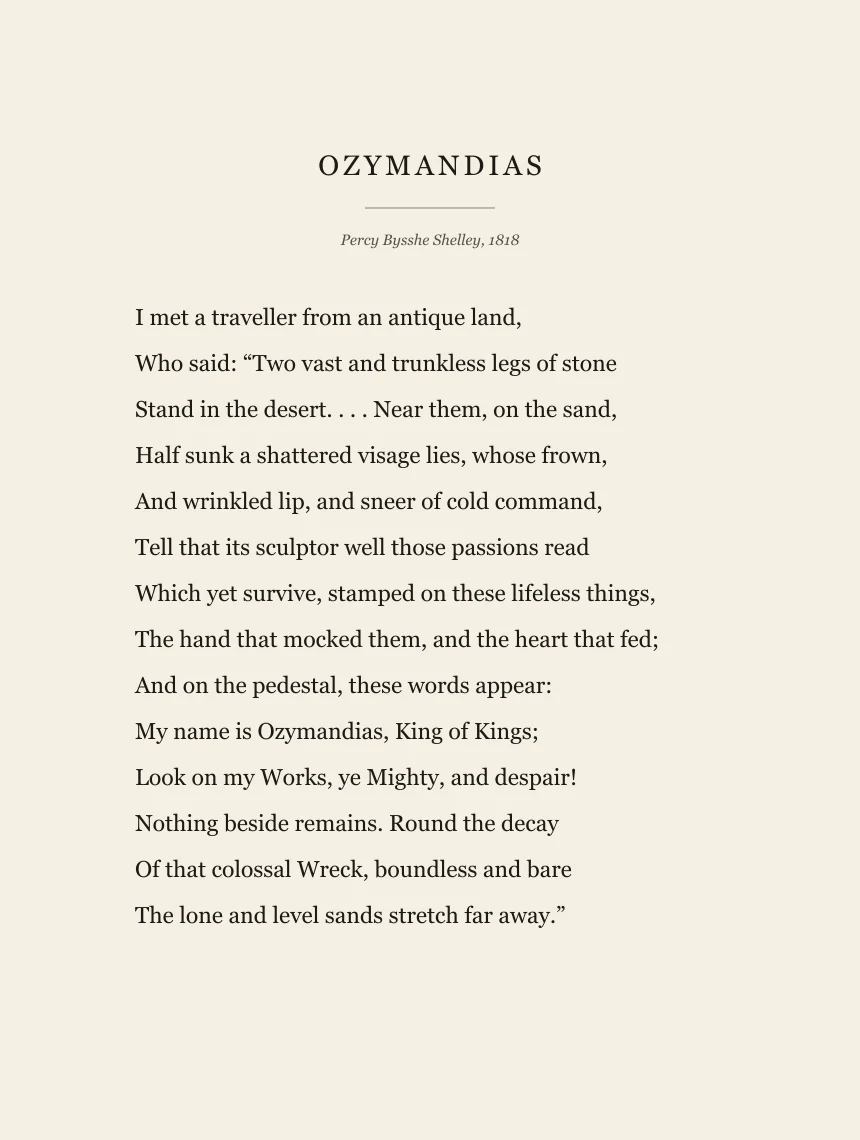 OZYMANDIAS
Percy Bysshe Shelley, 1818
I met a traveller from an antique land,
Who said: “Two vast and trunkless legs of stone
Stand in the desert. . . . Near them, on the sand,
Half sunk a shattered visage lies, whose frown,
And wrinkled lip, and sneer of cold command,
Tell that its sculptor well those passions read
Which yet survive, stamped on these lifeless things,
The hand that mocked them, and the heart that fed;
And on the pedestal, these words appear:
My name is Ozymandias, King of Kings;
Look on my Works, ye Mighty, and despair!
Nothing beside remains. Round the decay
Of that colossal Wreck, boundless and bare
The lone and level sands stretch far away.”